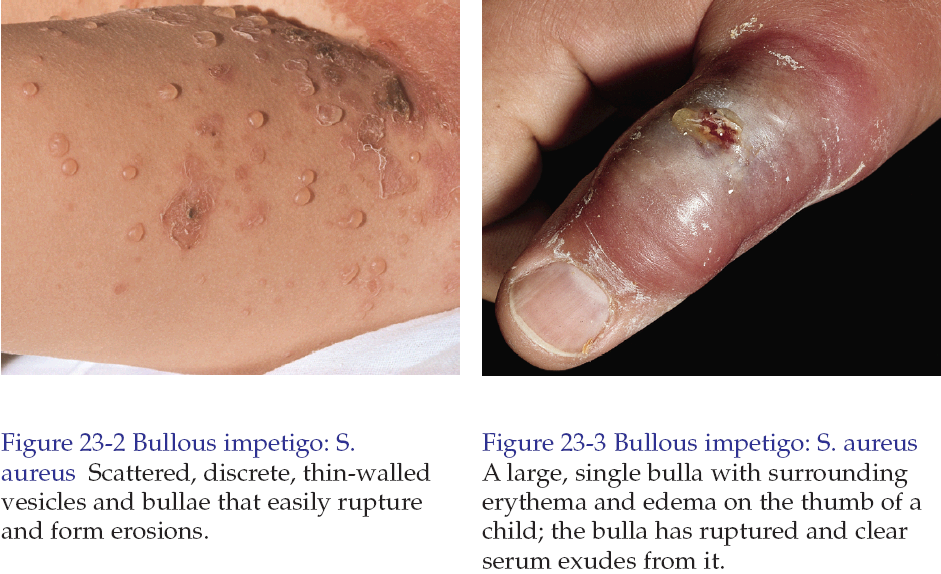 Figure 23-2 Bullous impetigo: S.
aureus Scattered, discrete, thin-walled
vesicles and bullae that easily rupture
and form erosions.
Figure 23-3 Bullous impetigo: S. aureus
A large, single bulla with surrounding
erythema and edema on the thumb of a
child; the bulla has ruptured and clear
serum exudes from it.